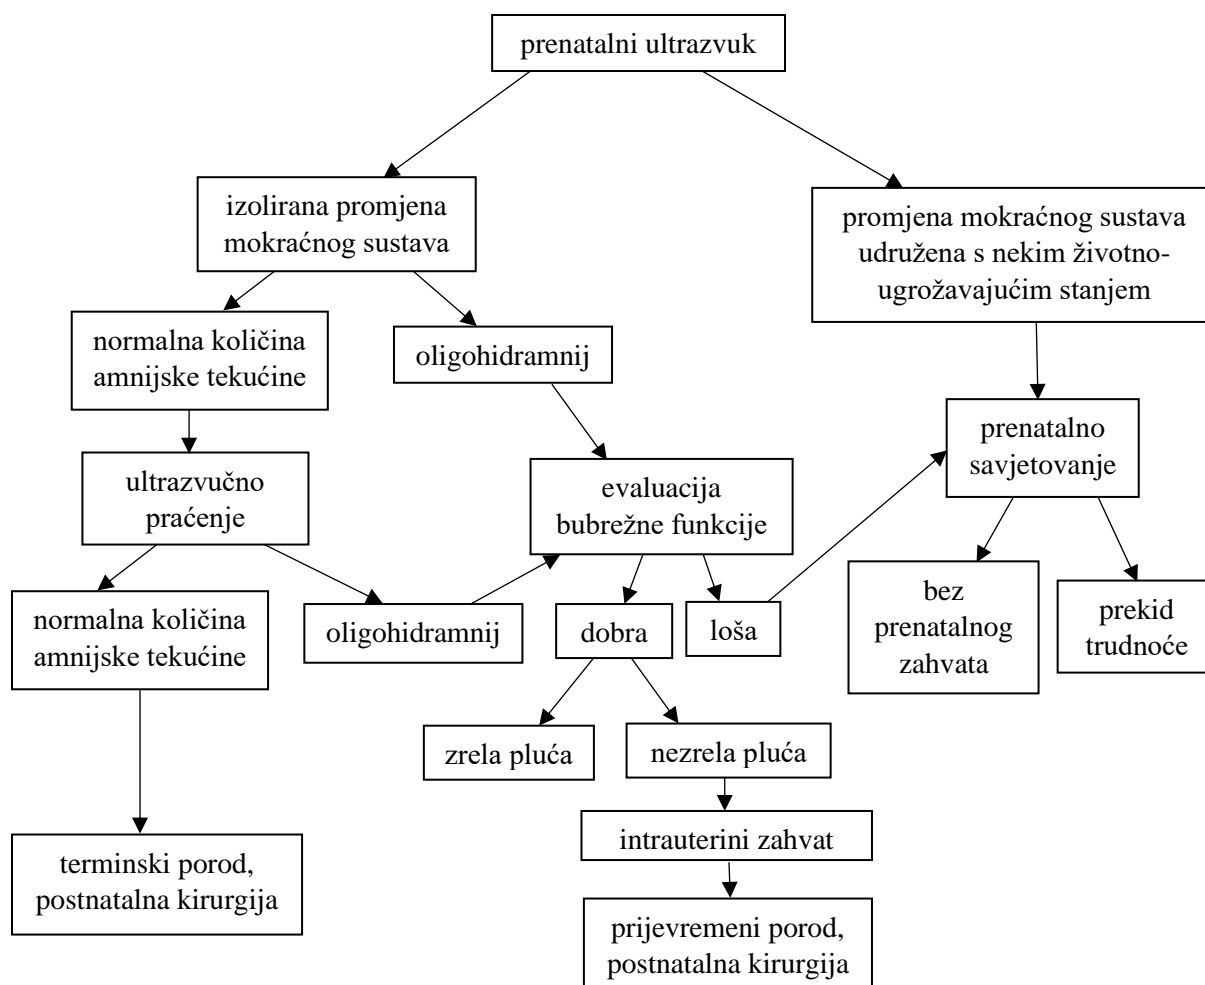 prenatalni ultrazvuk
izolirana promjena
mokraćnog sustava
promjena mokraćnog sustava
udružena s nekim životno-
ugrožavajućim stanjem
normalna količina
amnijske tekućine
oligohidramnij
prenatalno
savjetovanje
ultrazvučno
praćenje
evaluacija
bubrežne funkcije
normalna količina
amnijske tekućine
oligohidramnij
dobra
loša
bez
prenatalnog
zahvata
prekid
trudnoće
zrela pluća
nezrela pluća
intrauterini zahvat
terminski porod,
postnatalna kirurgija
prijevremeni porod,
postnatalna kirurgija